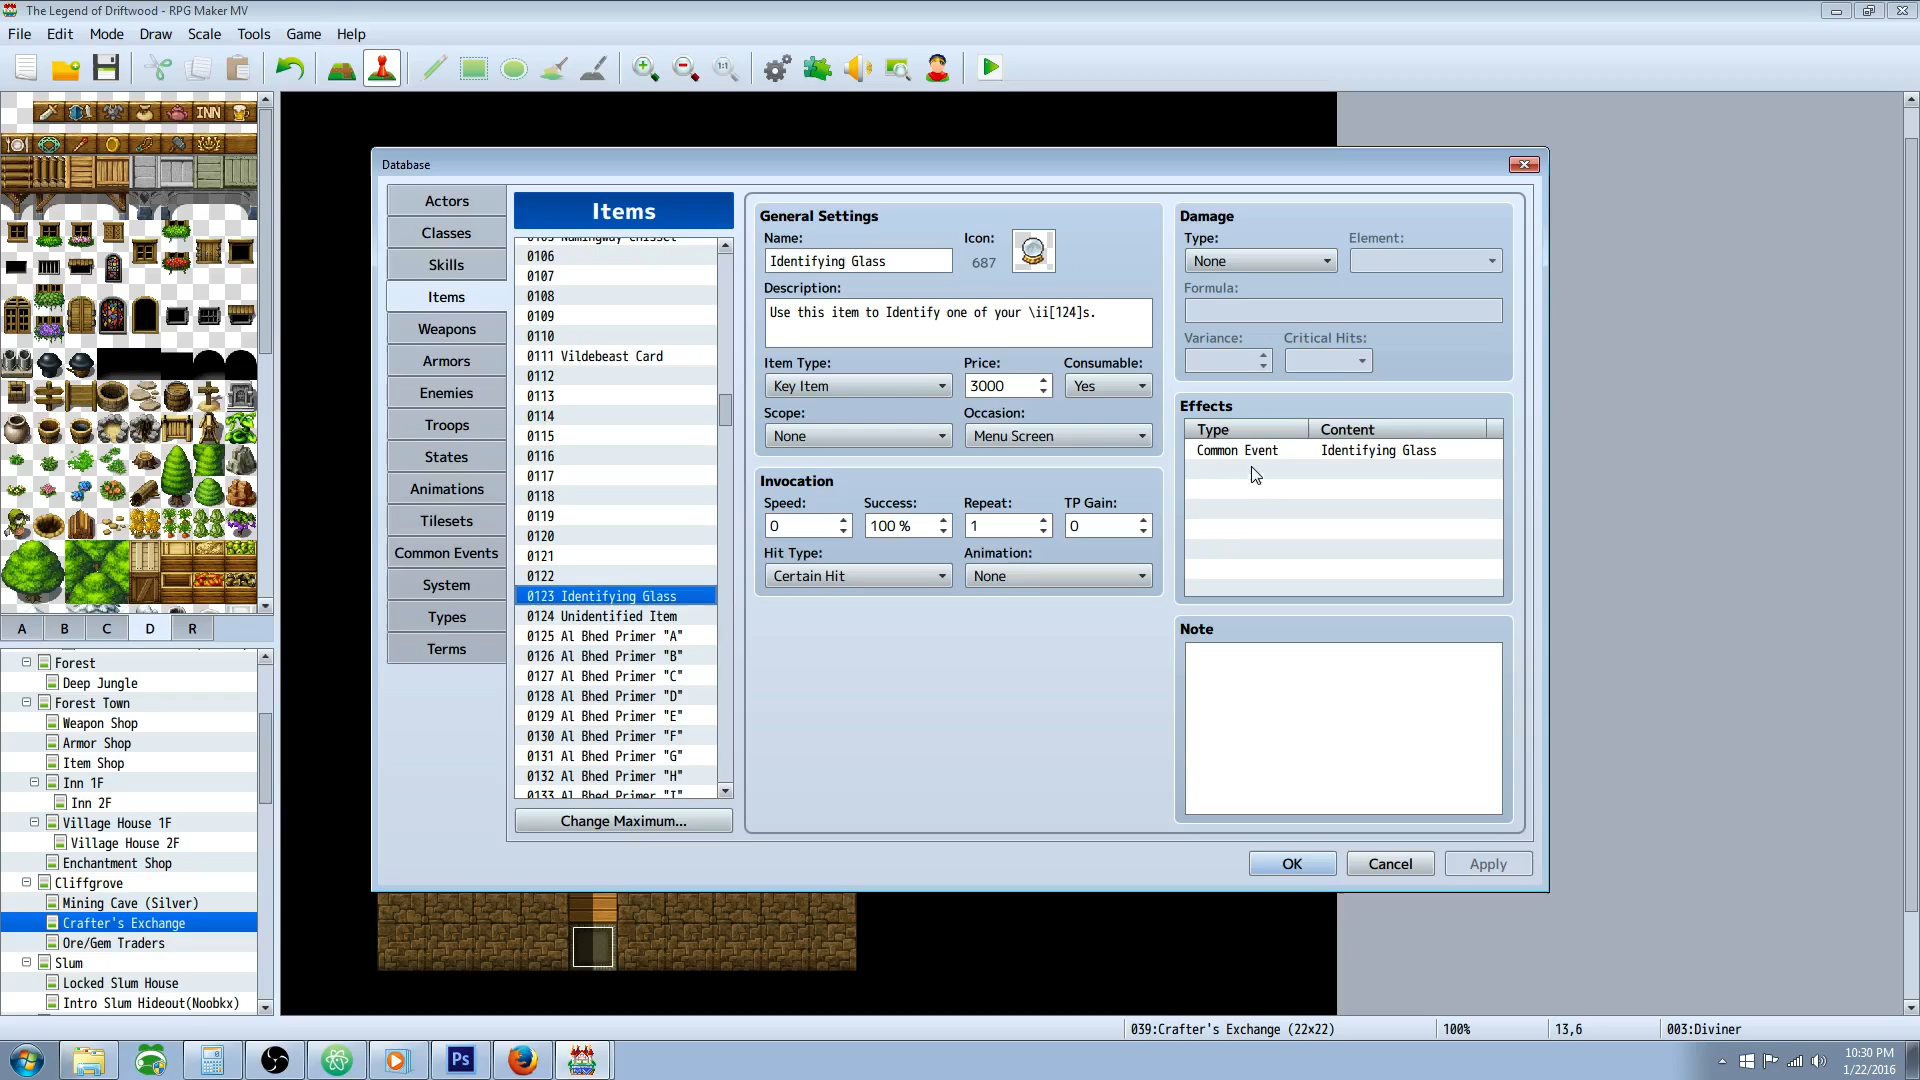 The Legend of Driftwood - RPG Maker MV
File Edit Mode Draw Scale Tools Game Help
1:1
INN
Database
Actors
Classes
Skills
Items
Weapons
Armors
Enemies
Troops
States
Animations
Tilesets
Common Events
System
Types
Terms
Items
0105 Namingway Chissel
0106
0107
0108
0109
0110
0111 Vildebeast Card
0112
0113
0114
0115
0116
0117
0118
0119
0120
0121
0122
0123 Identifying Glass
0124 Unidentified Item
0125 Al Bhed Primer "A"
0126 Al Bhed Primer "B"
0127 Al Bhed Primer "C"
0128 Al Bhed Primer "D"
0129 Al Bhed Primer "E"
0130 Al Bhed Primer "F"
0131 Al Bhed Primer "G"
0132 Al Bhed Primer "H"
0133 Al Bhed Primer "I"
Change Maximum...
General Settings
Name: Icon:
Identifying Glass 687
Description:
Use this item to Identify one of your \ii[124]s.
Item Type: Price: Consumable:
Key Item 3000 Yes
Scope: Occasion:
None Menu Screen
Invocation
Speed: Success: Repeat: TP Gain:
0 100 % 1 0
Hit Type: Animation:
Certain Hit None
Damage
Type: Element:
None
Formula:
Variance: Critical Hits:
Effects
Type Content
Common Event Identifying Glass
Note
OK Cancel Apply
A B C D R
Forest
Deep Jungle
Forest Town
Weapon Shop
Armor Shop
Item Shop
Inn 1F
Inn 2F
Village House 1F
Village House 2F
Enchantment Shop
Cliffgrove
Mining Cave (Silver)
Crafter's Exchange
Ore/Gem Traders
Slum
Locked Slum House
Intro Slum Hideout(Noobkx)
039:Crafter's Exchange (22x22) 100% 13,6 003:Diviner
Ps
10:30 PM
1/22/2016